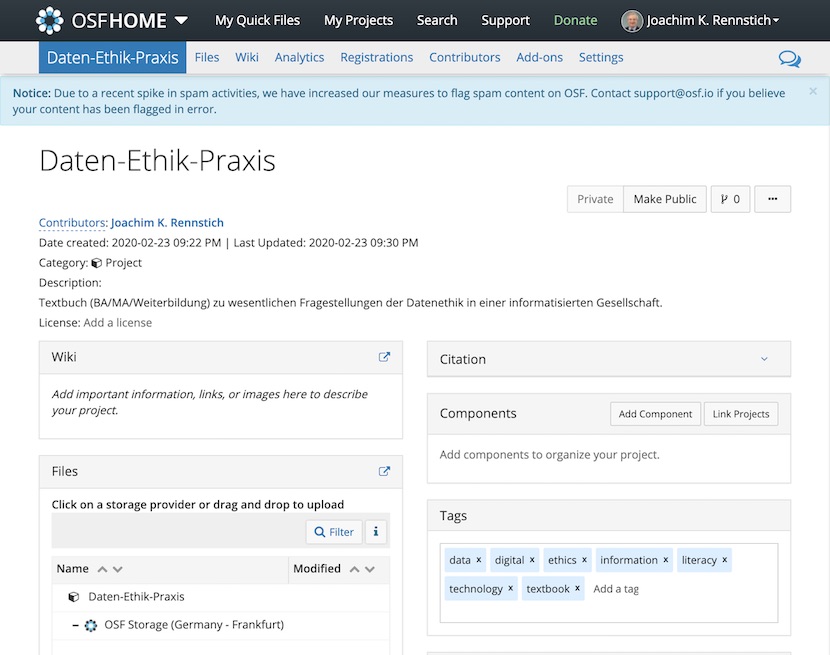 OSFHOME My Quick Files My Projects Search Support Donate Joachim K. Rennstich
Daten-Ethik-Praxis Files Wiki Analytics Registrations Contributors Add-ons Settings
Notice: Due to a recent spike in spam activities, we have increased our measures to flag spam content on OSF. Contact support@osf.io if you believe ×
your content has been flagged in error.
Daten-Ethik-Praxis
Private Make Public 0 ...
Contributors: Joachim K. Rennstich
Date created: 2020-02-23 09:22 PM | Last Updated: 2020-02-23 09:30 PM
Category: Project
Description:
Textbuch (BA/MA/Weiterbildung) zu wesentlichen Fragestellungen der Datenethik in einer informatisierten Gesellschaft.
License: Add a license
Wiki
Add important information, links, or images here to describe
your project.
Files
Click on a storage provider or drag and drop to upload
Filter i
Name Modified
Daten-Ethik-Praxis
– OSF Storage (Germany - Frankfurt)
Citation
Components Add Component Link Projects
Add components to organize your project.
Tags
data x digital x ethics x information x literacy x
technology x textbook x Add a tag